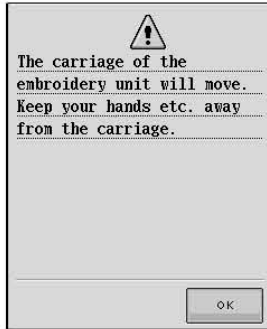 The carriage of the
embroidery unit will move.
Keep your hands etc. away
from the carriage.
OK